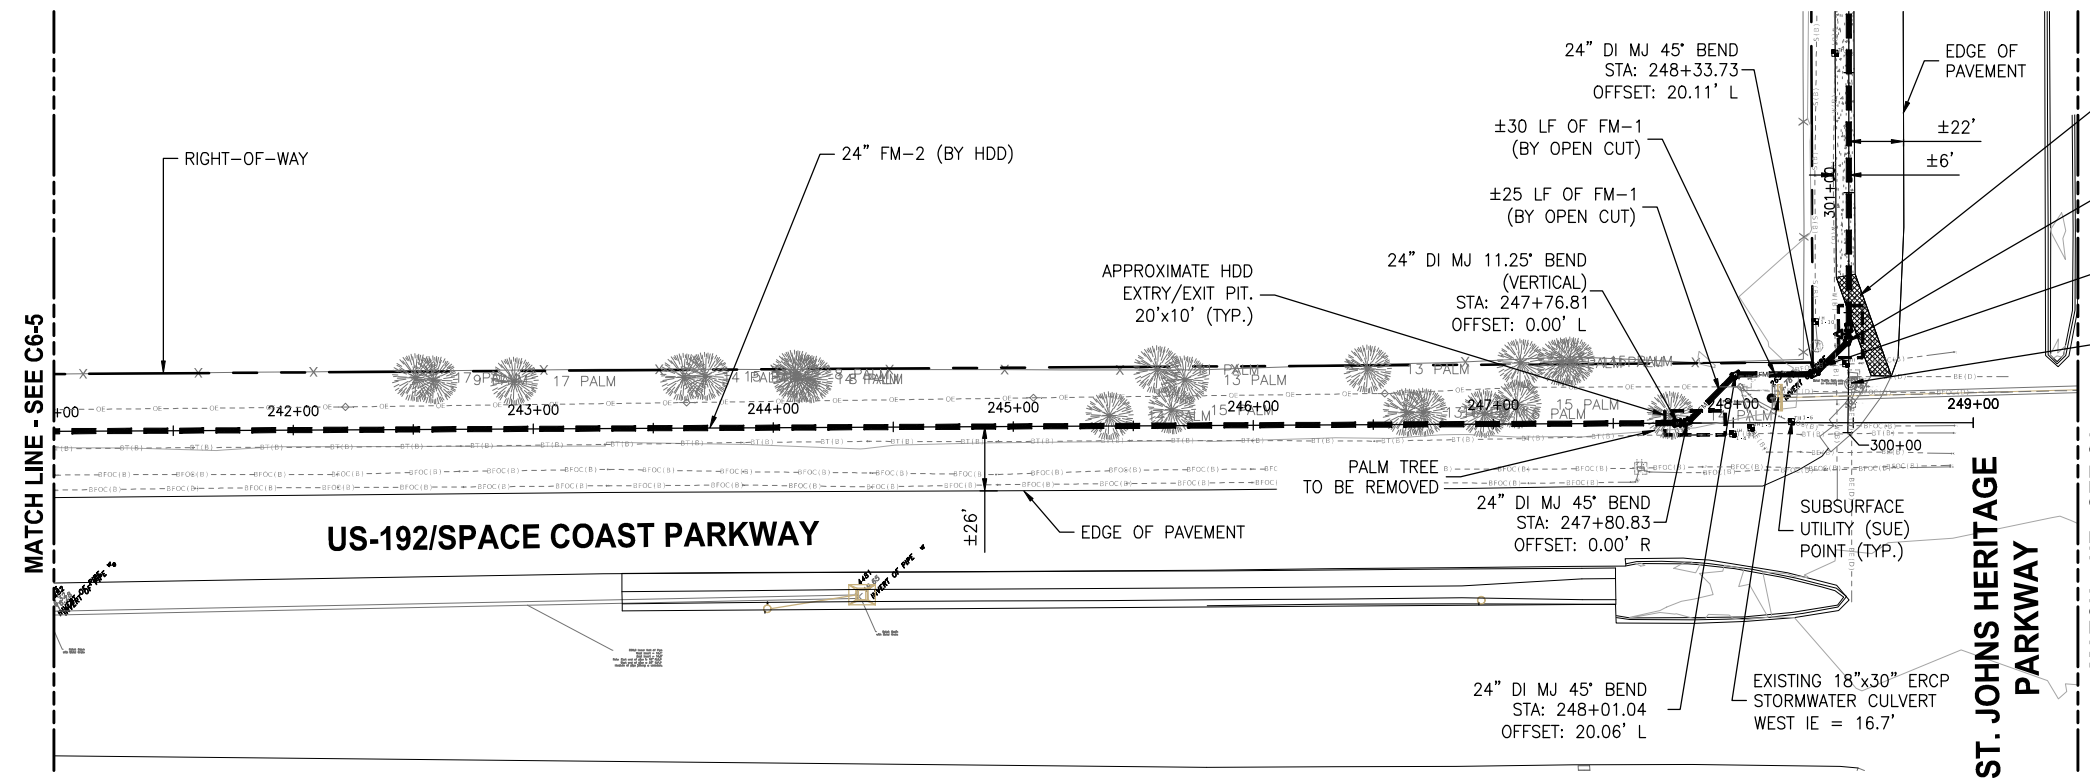 24" DI MJ 45° BEND
STA: 248+33.73
OFFSET: 20.11' L
EDGE OF
PAVEMENT
±30 LF OF FM-1
(BY OPEN CUT)
±22'
±6'
RIGHT-OF-WAY
24" FM-2 (BY HDD)
±25 LF OF FM-1
(BY OPEN CUT)
301+00
24" DI MJ 11.25° BEND
(VERTICAL)
STA: 247+76.81
OFFSET: 0.00' L
APPROXIMATE HDD
EXTRY/EXIT PIT.
20'x10' (TYP.)
MATCH LINE - SEE C6-5
17 PALM
13 PALM
13 PALM
15 PALM
+00
242+00
243+00
244+00
245+00
246+00
247+00
248+00
249+00
300+00
PALM TREE
TO BE REMOVED
24" DI MJ 45° BEND
STA: 247+80.83
OFFSET: 0.00' R
SUBSURFACE
UTILITY (SUE)
POINT (TYP.)
±26'
EDGE OF PAVEMENT
US-192/SPACE COAST PARKWAY
ST. JOHNS HERITAGE
PARKWAY
24" DI MJ 45° BEND
STA: 248+01.04
OFFSET: 20.06' L
EXISTING 18"x30" ERCP
STORMWATER CULVERT
WEST IE = 16.7'